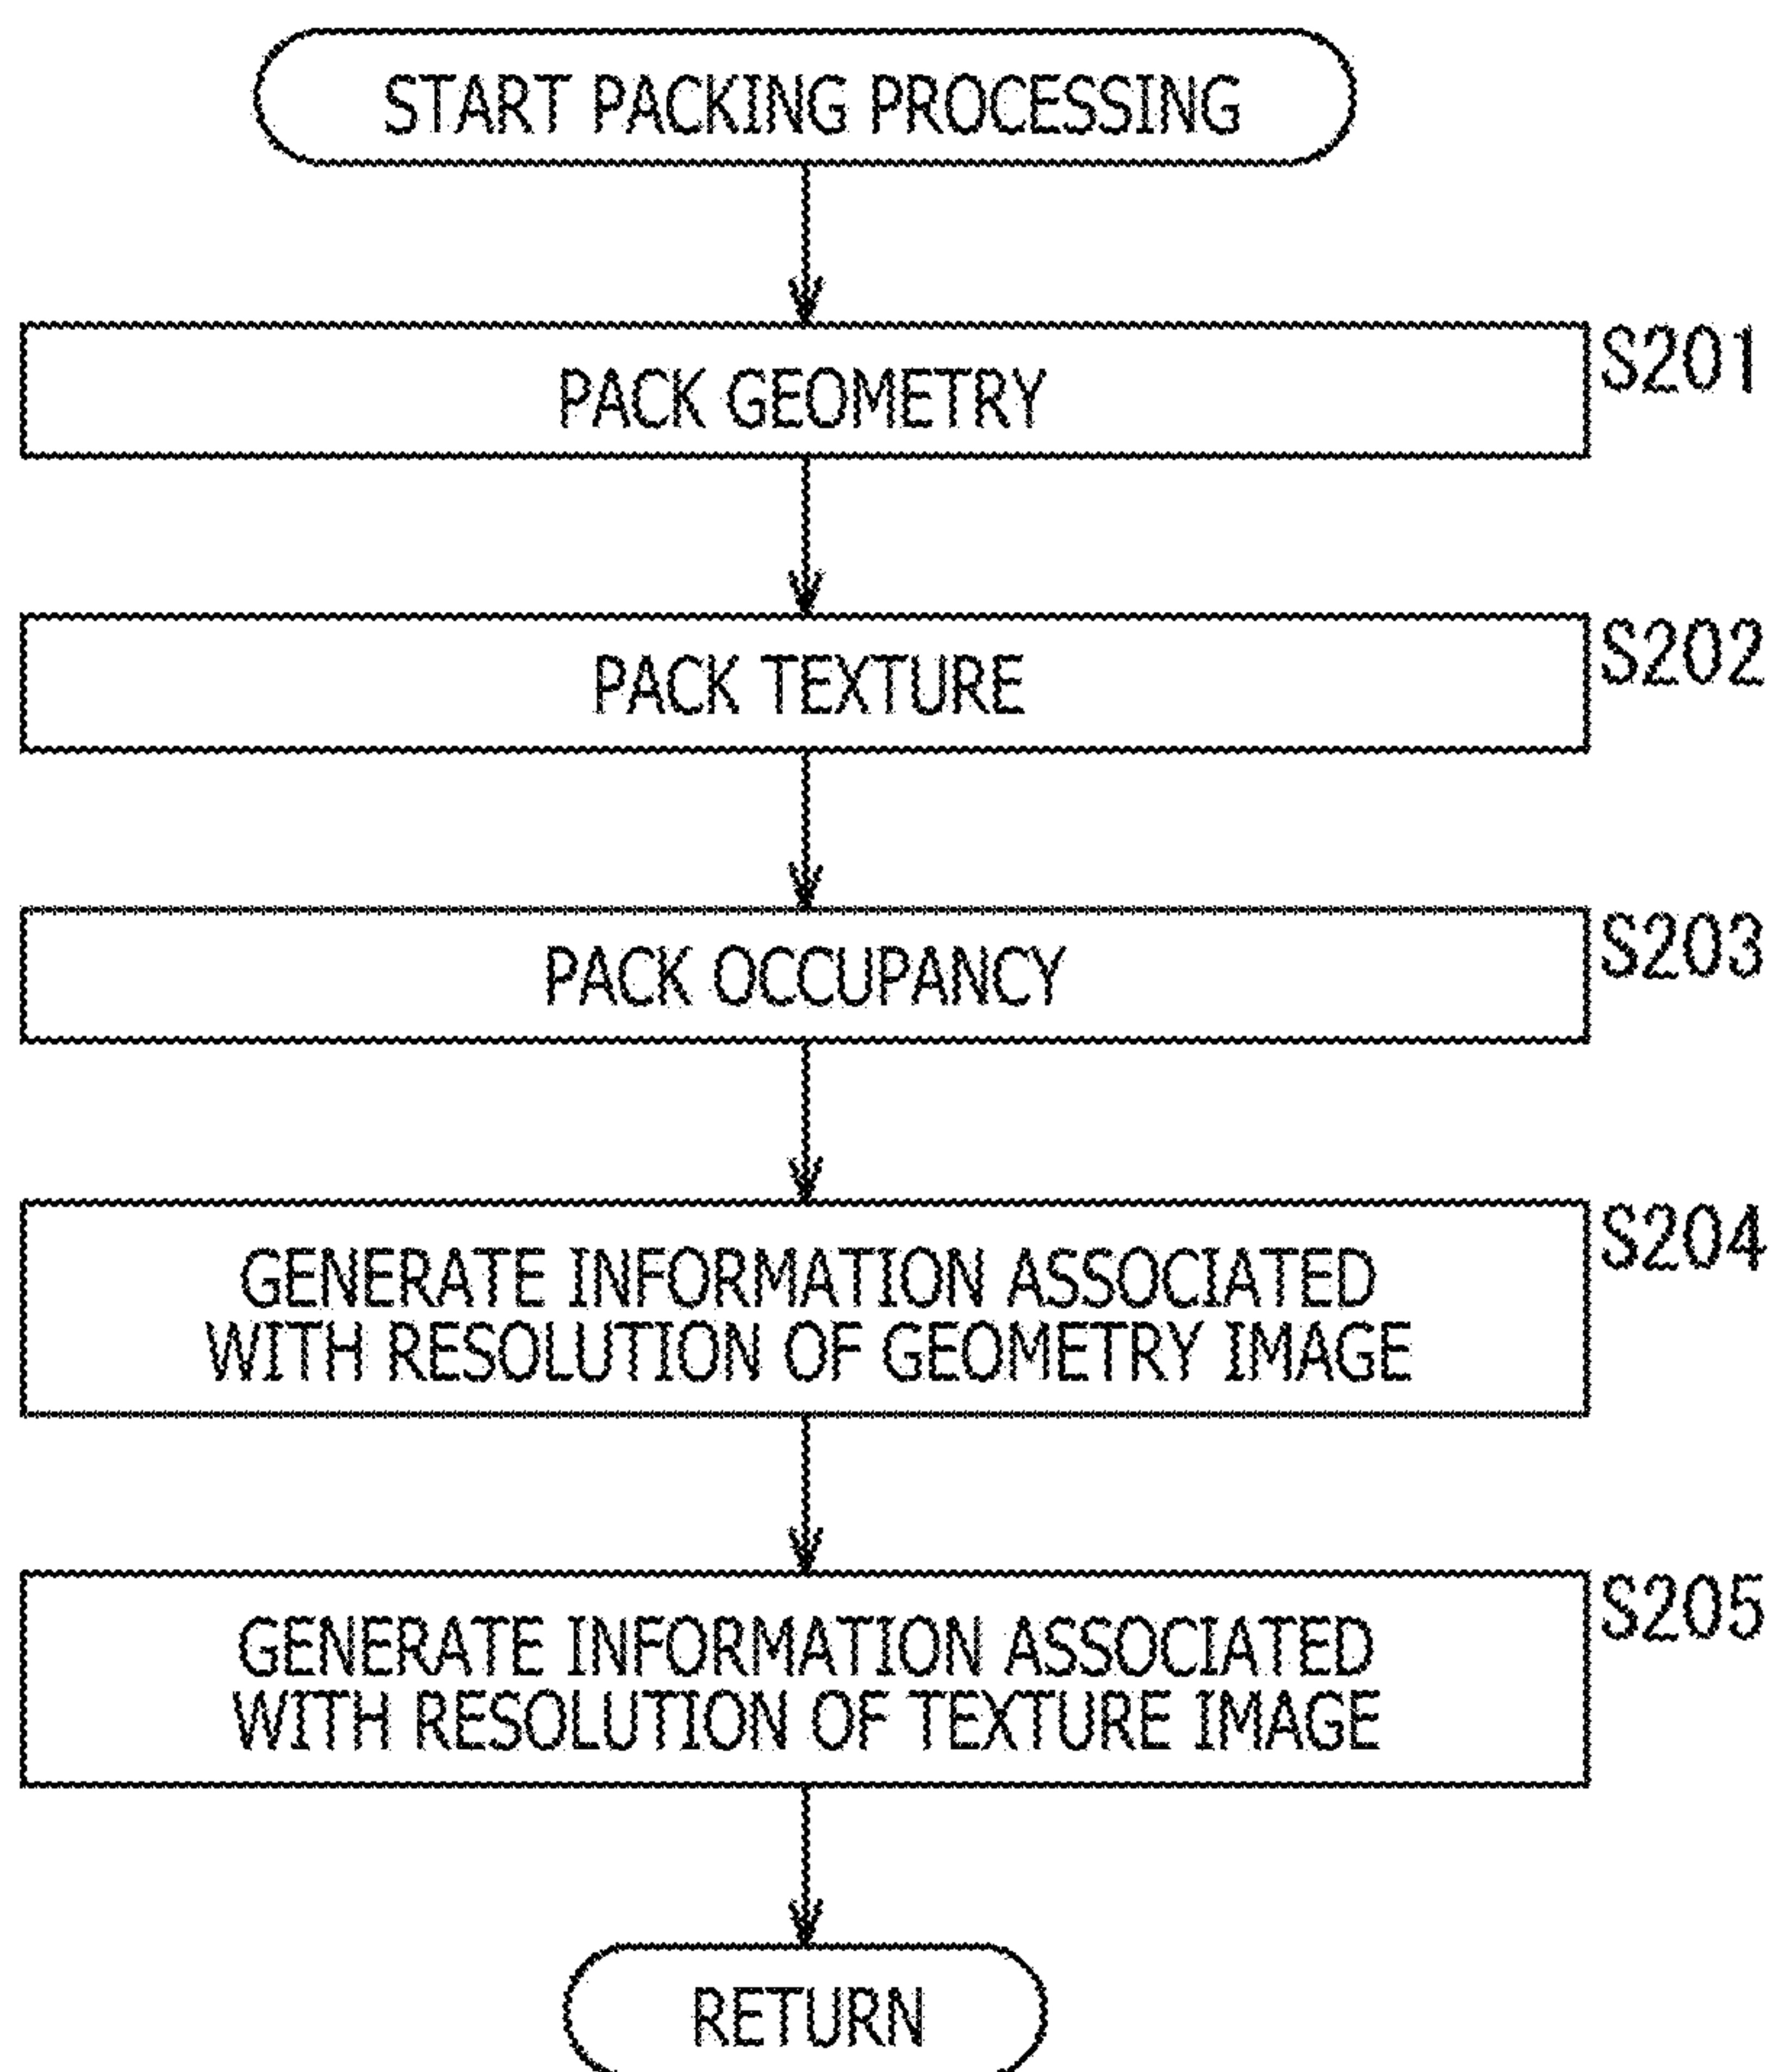 START PACKING PROCESSING
PACK GEOMETRY
S201
PACK TEXTURE
S202
PACK OCCUPANCY
S203
GENERATE INFORMATION ASSOCIATED
WITH RESOLUTION OF GEOMETRY IMAGE
S204
GENERATE INFORMATION ASSOCIATED
WITH RESOLUTION OF TEXTURE IMAGE
S205
RETURN